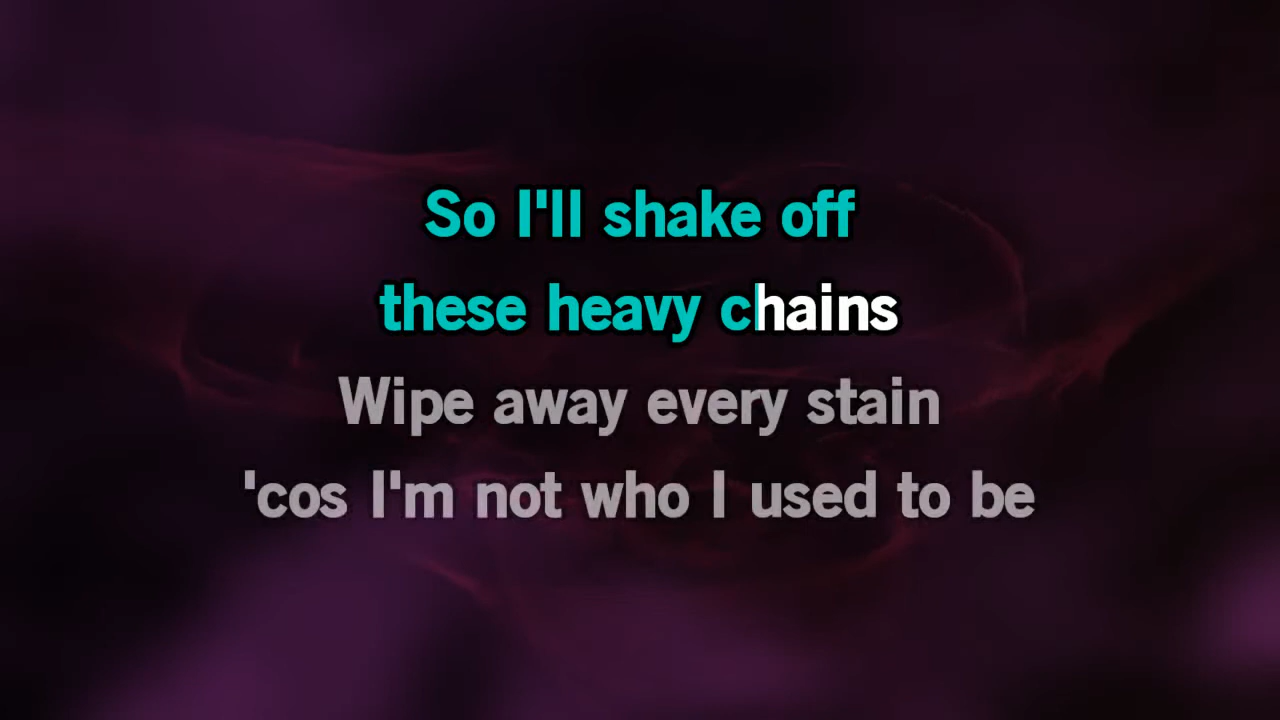 So I'll shake off
these heavy chains
Wipe away every stain
'cos I'm not who I used to be